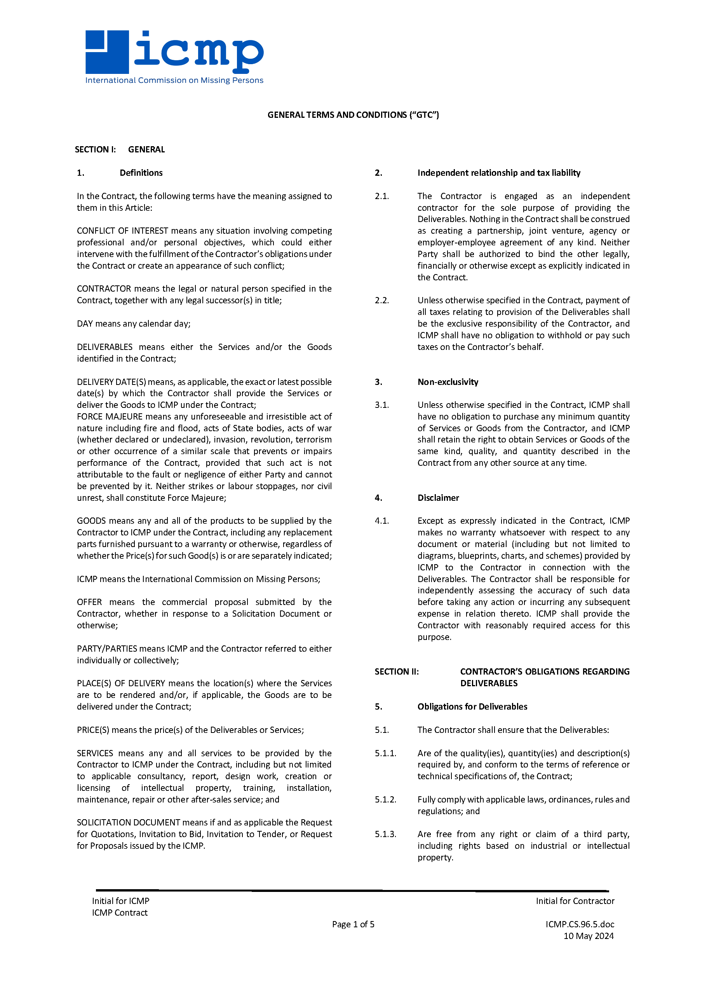 icmp
International Commission on Missing Persons
GENERAL TERMS AND CONDITIONS (“GTC”)
SECTION I: GENERAL
1. Definitions
In the Contract, the following terms have the meaning assigned to
them in this Article:
CONFLICT OF INTEREST means any situation involving competing
professional and/or personal objectives, which could either
intervene with the fulfillment of the Contractor’s obligations under
the Contract or create an appearance of such conflict;
CONTRACTOR means the legal or natural person specified in the
Contract, together with any legal successor(s) in title;
DAY means any calendar day;
DELIVERABLES means either the Services and/or the Goods
identified in the Contract;
DELIVERY DATE(S) means, as applicable, the exact or latest possible
date(s) by which the Contractor shall provide the Services or
deliver the Goods to ICMP under the Contract;
FORCE MAJEURE means any unforeseeable and irresistible act of
nature including fire and flood, acts of State bodies, acts of war
(whether declared or undeclared), invasion, revolution, terrorism
or other occurrence of a similar scale that prevents or impairs
performance of the Contract, provided that such act is not
attributable to the fault or negligence of either Party and cannot
be prevented by it. Neither strikes or labour stoppages, nor civil
unrest, shall constitute Force Majeure;
GOODS means any and all of the products to be supplied by the
Contractor to ICMP under the Contract, including any replacement
parts furnished pursuant to a warranty or otherwise, regardless of
whether the Price(s) for such Good(s) is or are separately indicated;
ICMP means the International Commission on Missing Persons;
OFFER means the commercial proposal submitted by the
Contractor, whether in response to a Solicitation Document or
otherwise;
PARTY/PARTIES means ICMP and the Contractor referred to either
individually or collectively;
PLACE(S) OF DELIVERY means the location(s) where the Services
are to be rendered and/or, if applicable, the Goods are to be
delivered under the Contract;
PRICE(S) means the price(s) of the Deliverables or Services;
SERVICES means any and all services to be provided by the
Contractor to ICMP under the Contract, including but not limited
to applicable consultancy, report, design work, creation or
licensing of intellectual property, training, installation,
maintenance, repair or other after-sales service; and
SOLICITATION DOCUMENT means if and as applicable the Request
for Quotations, Invitation to Bid, Invitation to Tender, or Request
for Proposals issued by the ICMP.
2. Independent relationship and tax liability
2.1. The Contractor is engaged as an independent
contractor for the sole purpose of providing the
Deliverables. Nothing in the Contract shall be construed
as creating a partnership, joint venture, agency or
employer-employee agreement of any kind. Neither
Party shall be authorized to bind the other legally,
financially or otherwise except as explicitly indicated in
the Contract.
2.2. Unless otherwise specified in the Contract, payment of
all taxes relating to provision of the Deliverables shall
be the exclusive responsibility of the Contractor, and
ICMP shall have no obligation to withhold or pay such
taxes on the Contractor’s behalf.
3. Non-exclusivity
3.1. Unless otherwise specified in the Contract, ICMP shall
have no obligation to purchase any minimum quantity
of Services or Goods from the Contractor, and ICMP
shall retain the right to obtain Services or Goods of the
same kind, quality, and quantity described in the
Contract from any other source at any time.
4. Disclaimer
4.1. Except as expressly indicated in the Contract, ICMP
makes no warranty whatsoever with respect to any
document or material (including but not limited to
diagrams, blueprints, charts, and schemes) provided by
ICMP to the Contractor in connection with the
Deliverables. The Contractor shall be responsible for
independently assessing the accuracy of such data
before taking any action or incurring any subsequent
expense in relation thereto. ICMP shall provide the
Contractor with reasonably required access for this
purpose.
SECTION II: CONTRACTOR’S OBLIGATIONS REGARDING
DELIVERABLES
5. Obligations for Deliverables
5.1. The Contractor shall ensure that the Deliverables:
5.1.1. Are of the quality(ies), quantity(ies) and description(s)
required by, and conform to the terms of reference or
technical specifications of, the Contract;
5.1.2. Fully comply with applicable laws, ordinances, rules and
regulations; and
5.1.3. Are free from any right or claim of a third party,
including rights based on industrial or intellectual
property.
Initial for ICMP Initial for Contractor
ICMP Contract
Page 1 of 5 ICMP.CS.96.5.doc
10 May 2024